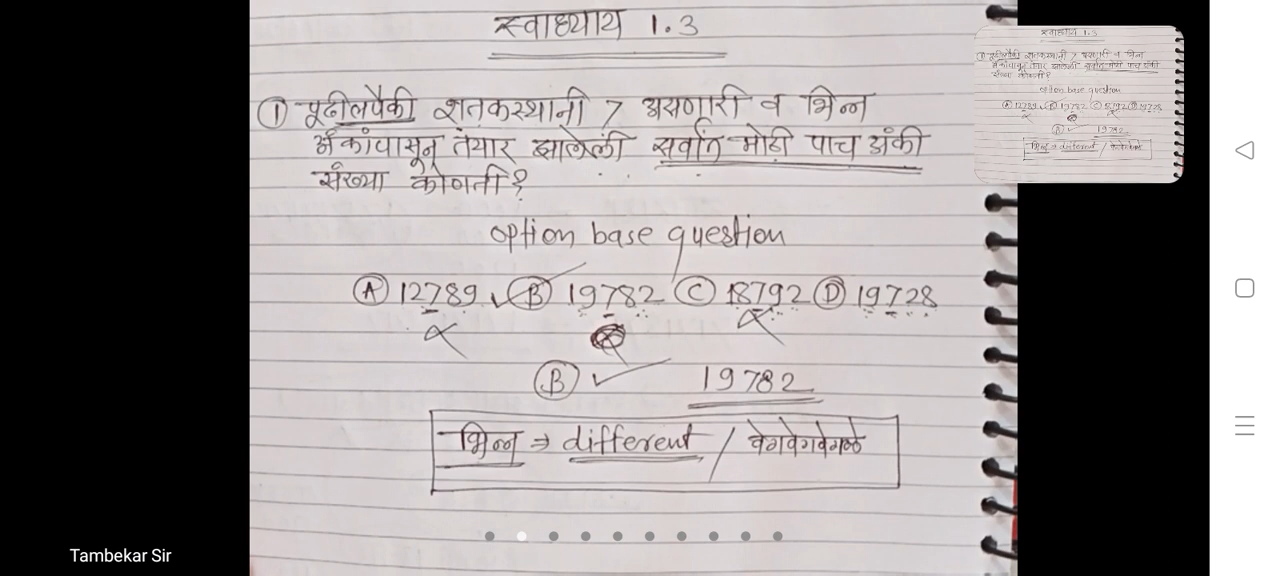 स्वाध्याय 1.3
① पूढीलपैकी शतकस्थानी 7 असणारी व भिन्न
अंकांपासून तयार झालेली सर्वात मोठी पाच अंकी
संख्या कोणती?
option base question
Ⓐ 12789 Ⓑ 19782 Ⓒ 18792 Ⓓ 19728
Ⓑ ✓ 19782
भिन्न ⇒ different / वेगवेगवेगळे
Tambekar Sir